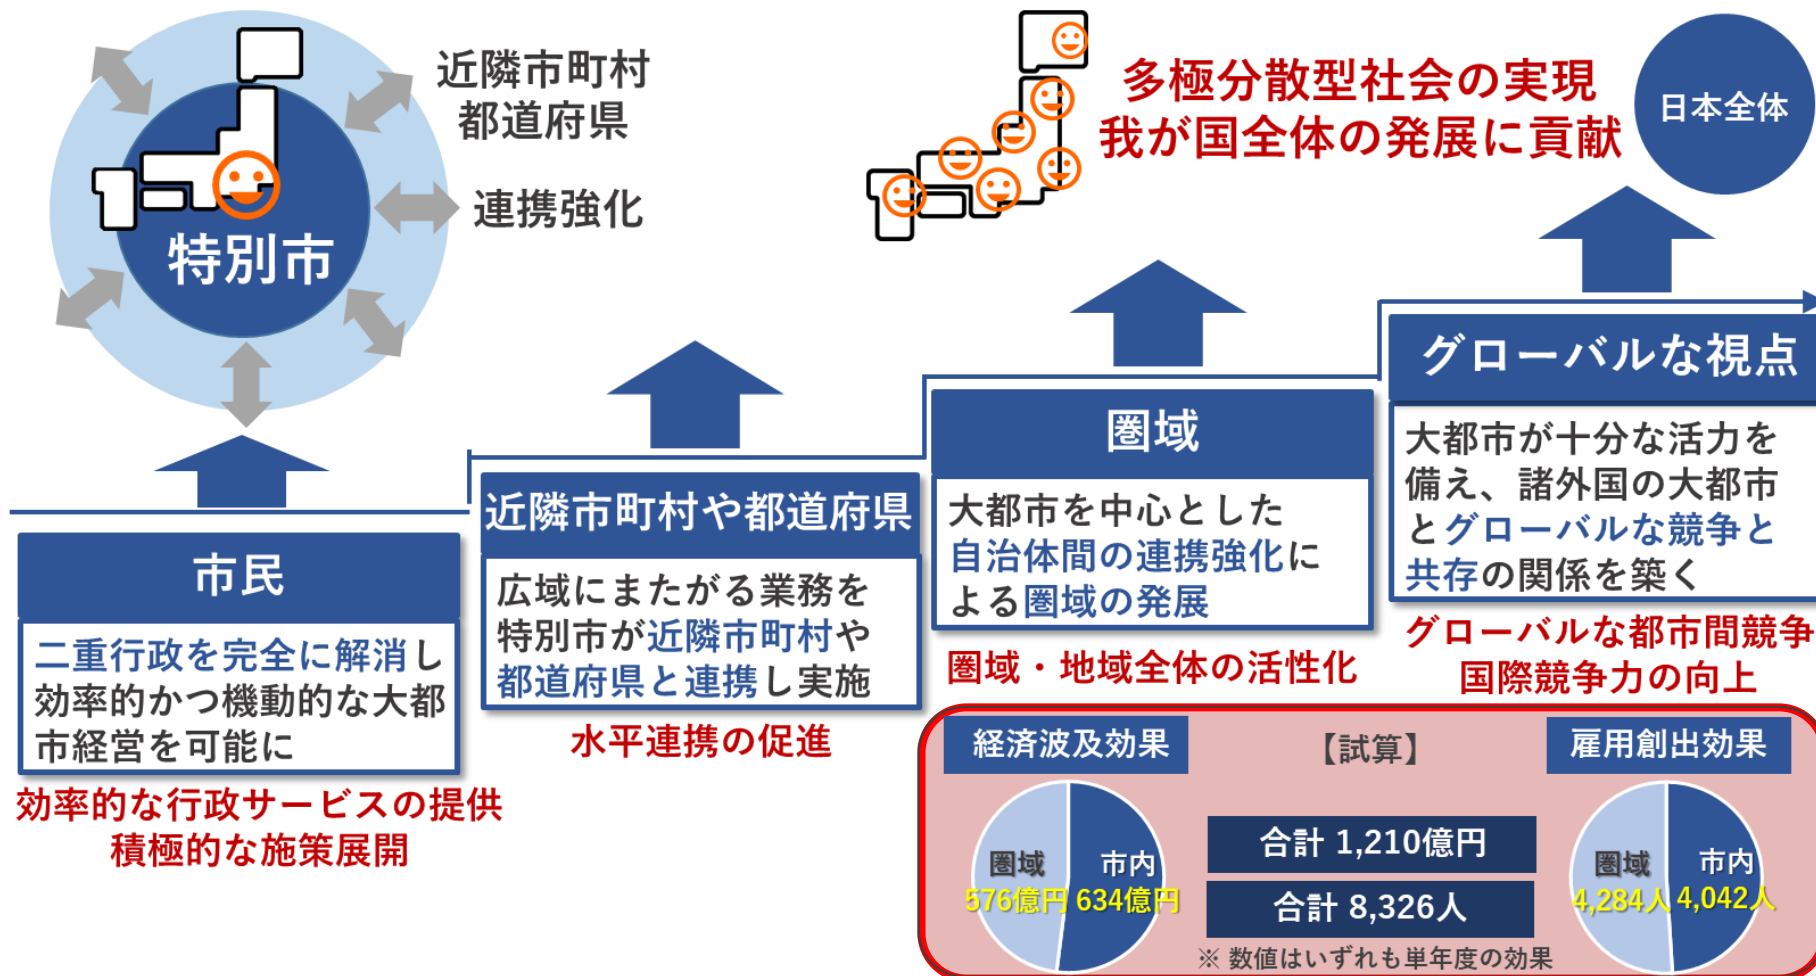 近隣市町村
都道府県
連携強化
特別市
多極分散型社会の実現
我が国全体の発展に貢献
日本全体
市民
二重行政を完全に解消し
効率的かつ機動的な大都
市経営を可能に
効率的な行政サービスの提供
積極的な施策展開
近隣市町村や都道府県
広域にまたがる業務を
特別市が近隣市町村や
都道府県と連携し実施
水平連携の促進
圏域
大都市を中心とした
自治体間の連携強化に
よる圏域の発展
圏域・地域全体の活性化
グローバルな視点
大都市が十分な活力を
備え、諸外国の大都市
とグローバルな競争と
共存の関係を築く
グローバルな都市間競争
国際競争力の向上
経済波及効果
【試算】
雇用創出効果
圏域
576億円
市内
634億円
合計 1,210億円
合計 8,326人
圏域
4,284人
市内
4,042人
※ 数値はいずれも単年度の効果